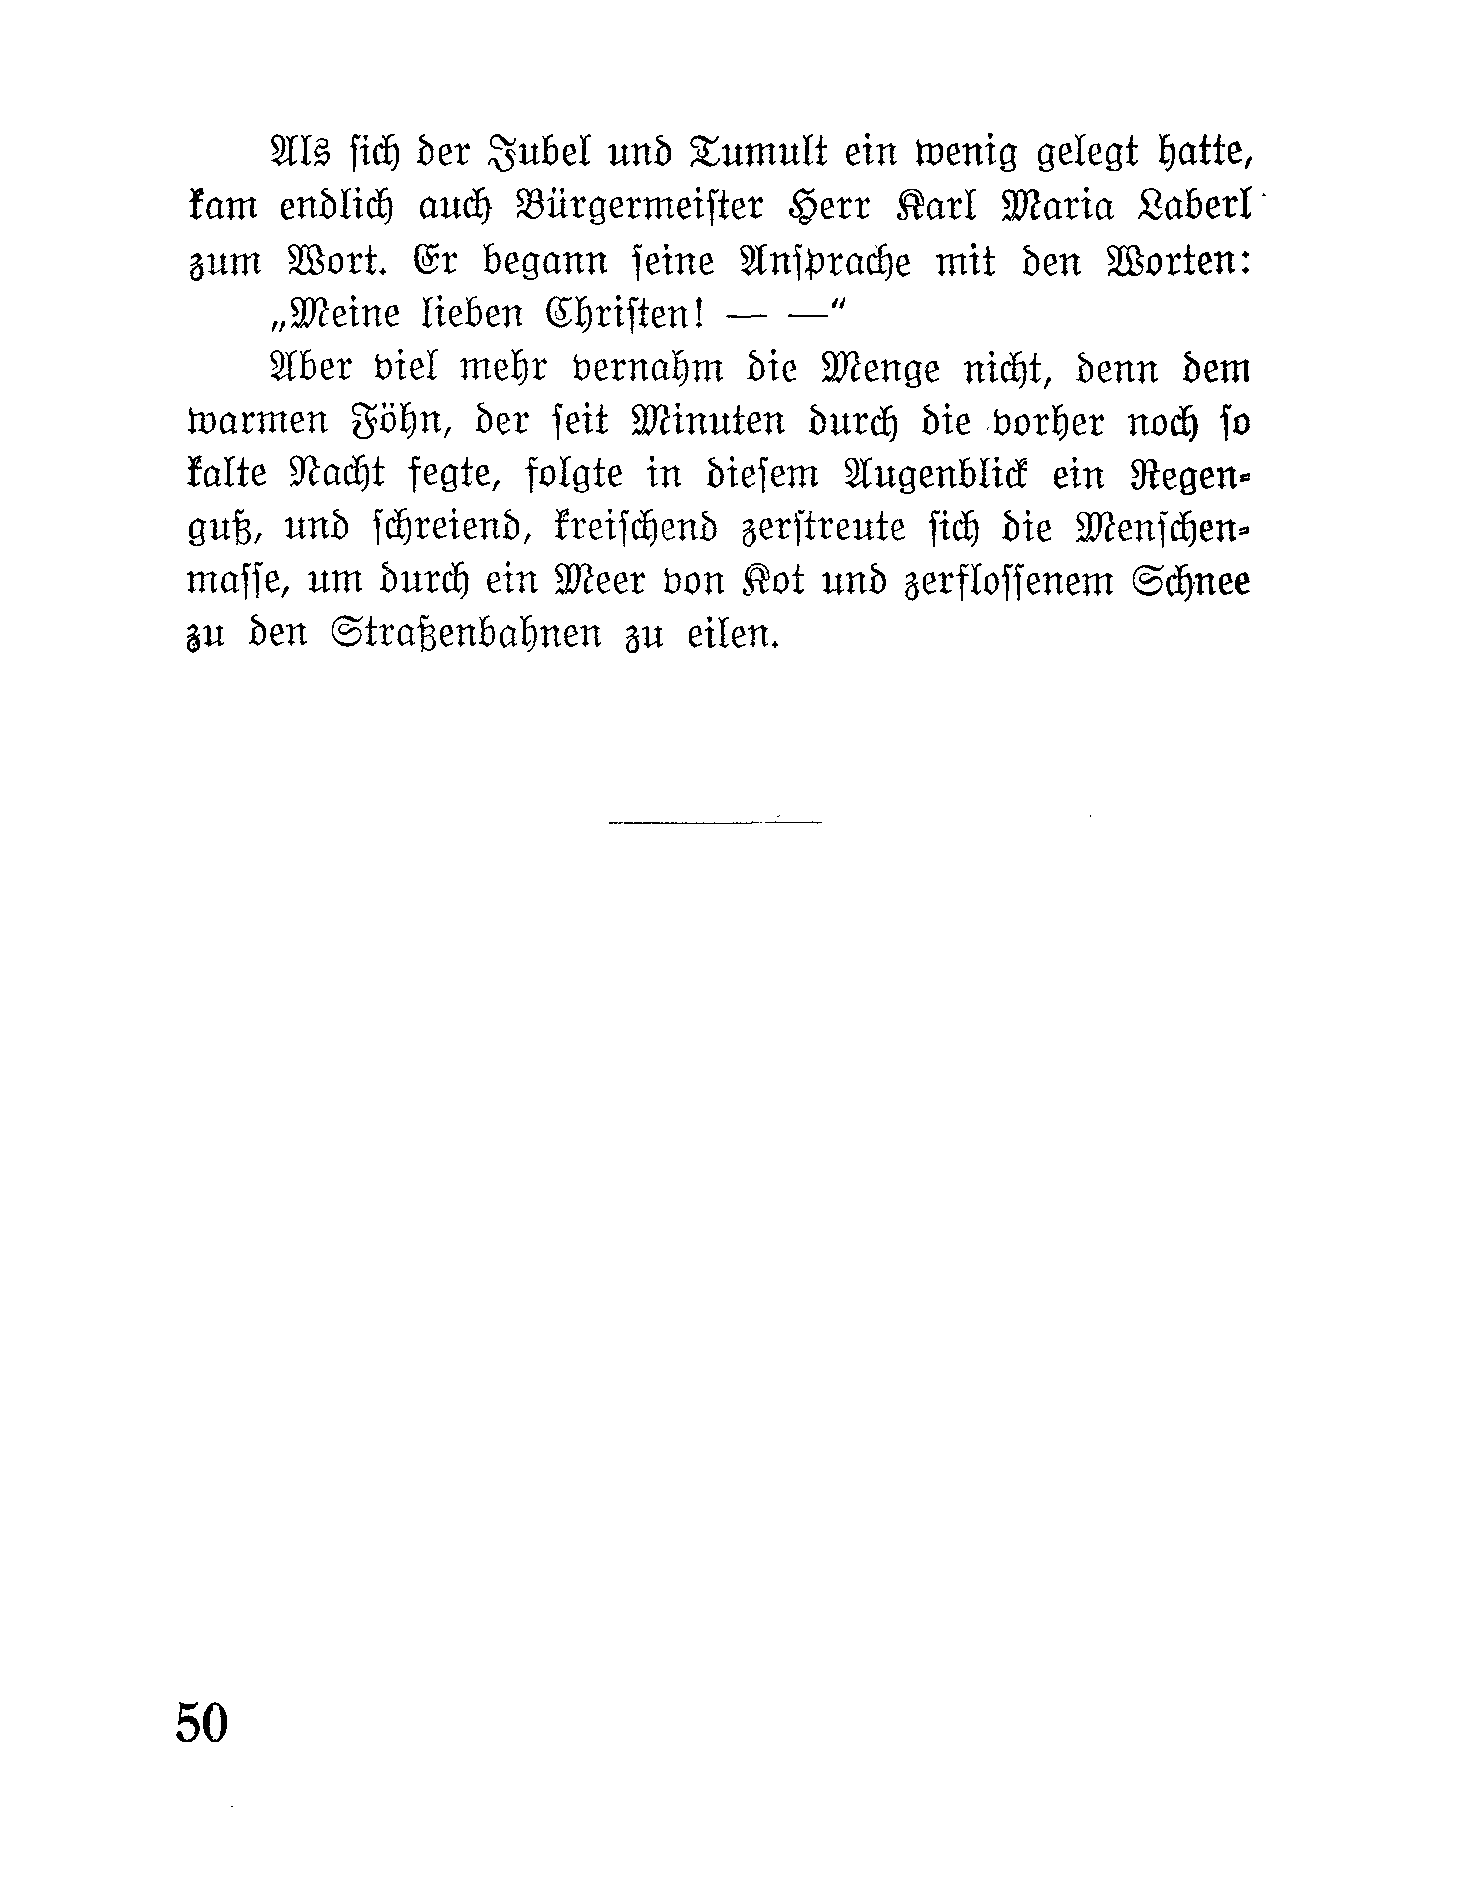 Als sich der Jubel und Tumult ein wenig gelegt hatte,
kam endlich auch Bürgermeister Herr Karl Maria Laberl
zum Wort. Er begann seine Ansprache mit den Worten:
„Meine lieben Christen! — —“
Aber viel mehr vernahm die Menge nicht, denn dem
warmen Föhn, der seit Minuten durch die vorher noch so
kalte Nacht fegte, folgte in diesem Augenblick ein Regen-
guß, und schreiend, kreischend zerstreute sich die Menschen-
masse, um durch ein Meer von Kot und zerflossenem Schnee
zu den Straßenbahnen zu eilen.
50